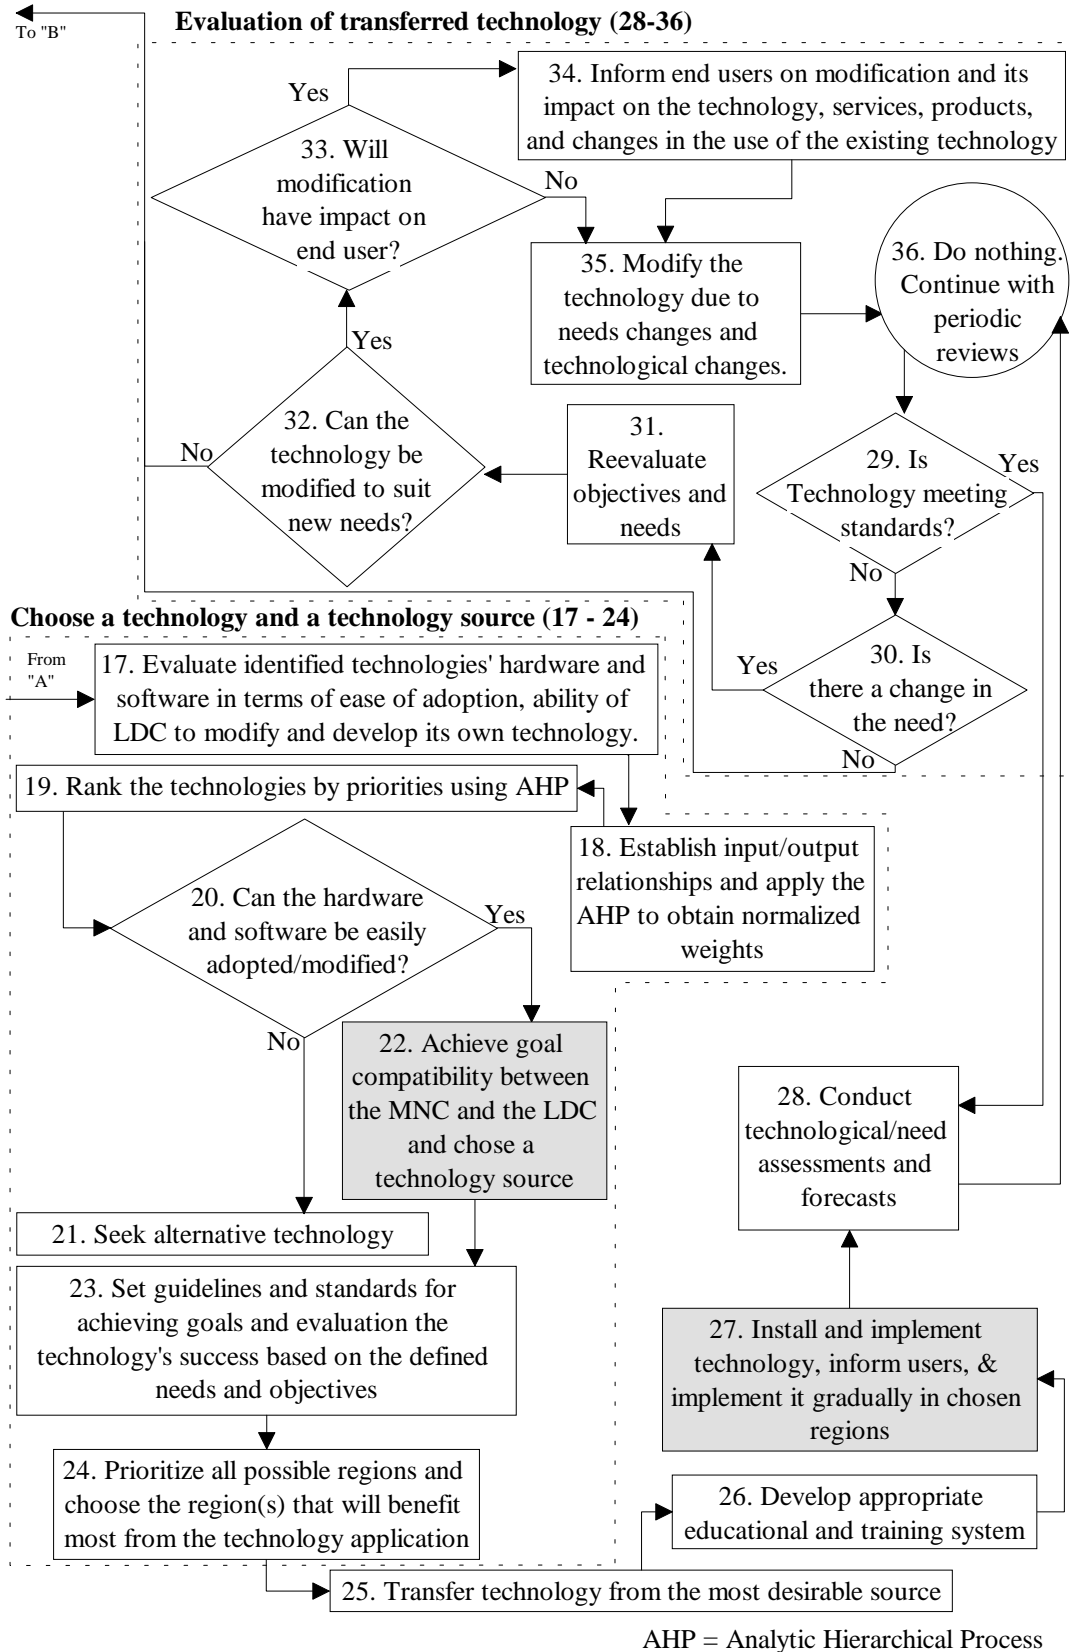 To "B"
Evaluation of transferred technology (28-36)
Yes
34. Inform end users on modification and its
impact on the technology, services, products,
and changes in the use of the existing technology
33. Will
modification
have impact on
end user?
No
35. Modify the
technology due to
needs changes and
technological changes.
36. Do nothing.
Continue with
periodic
reviews
Yes
32. Can the
technology be
modified to suit
new needs?
No
31.
Reevaluate
objectives and
needs
29. Is
Technology meeting
standards?
Yes
No
30. Is
there a change in
the need?
Yes
No
Choose a technology and a technology source (17 - 24)
From
"A"
17. Evaluate identified technologies' hardware and
software in terms of ease of adoption, ability of
LDC to modify and develop its own technology.
19. Rank the technologies by priorities using AHP
18. Establish input/output
relationships and apply the
AHP to obtain normalized
weights
20. Can the hardware
and software be easily
adopted/modified?
Yes
No
22. Achieve goal
compatibility between
the MNC and the LDC
and chose a
technology source
28. Conduct
technological/need
assessments and
forecasts
21. Seek alternative technology
23. Set guidelines and standards for
achieving goals and evaluation the
technology's success based on the defined
needs and objectives
27. Install and implement
technology, inform users, &
implement it gradually in chosen
regions
24. Prioritize all possible regions and
choose the region(s) that will benefit
most from the technology application
26. Develop appropriate
educational and training system
25. Transfer technology from the most desirable source
AHP = Analytic Hierarchical Process